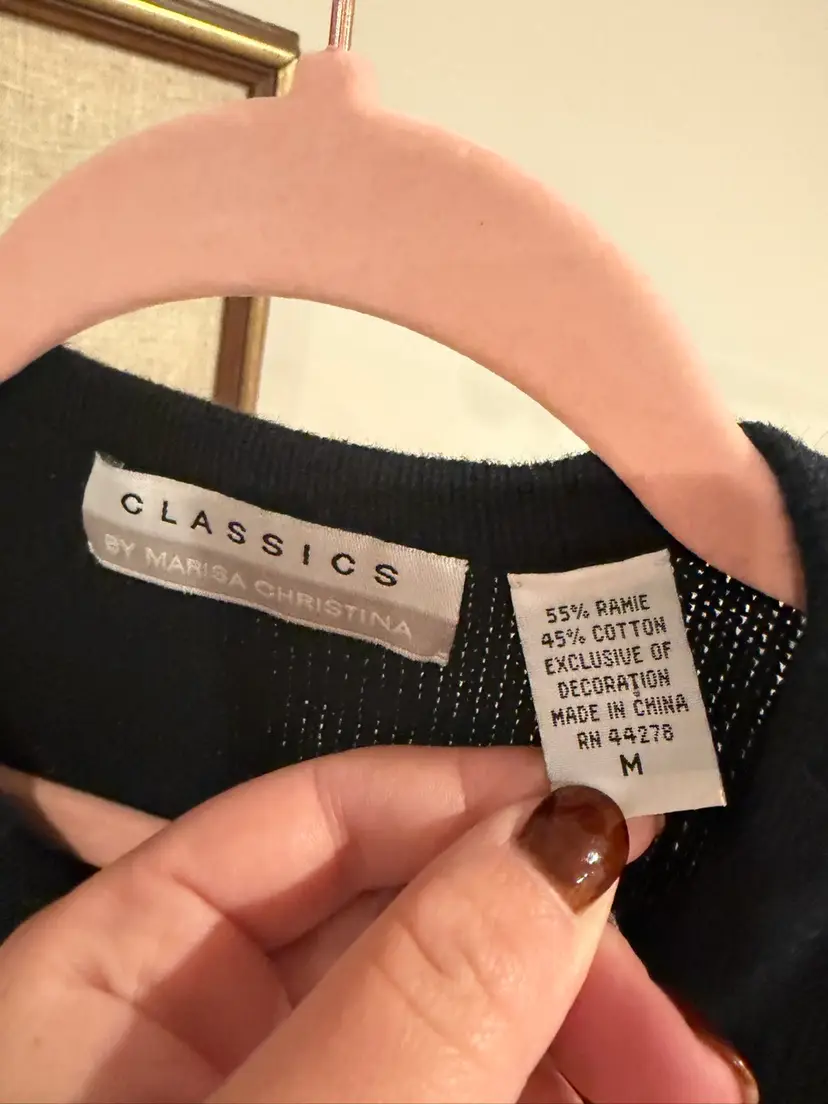 CLASSICS
BY MARISA CHRISTINA
55% RAMIE
45% COTTON
EXCLUSIVE OF
DECORATION
MADE IN CHINA
RN 44278
M